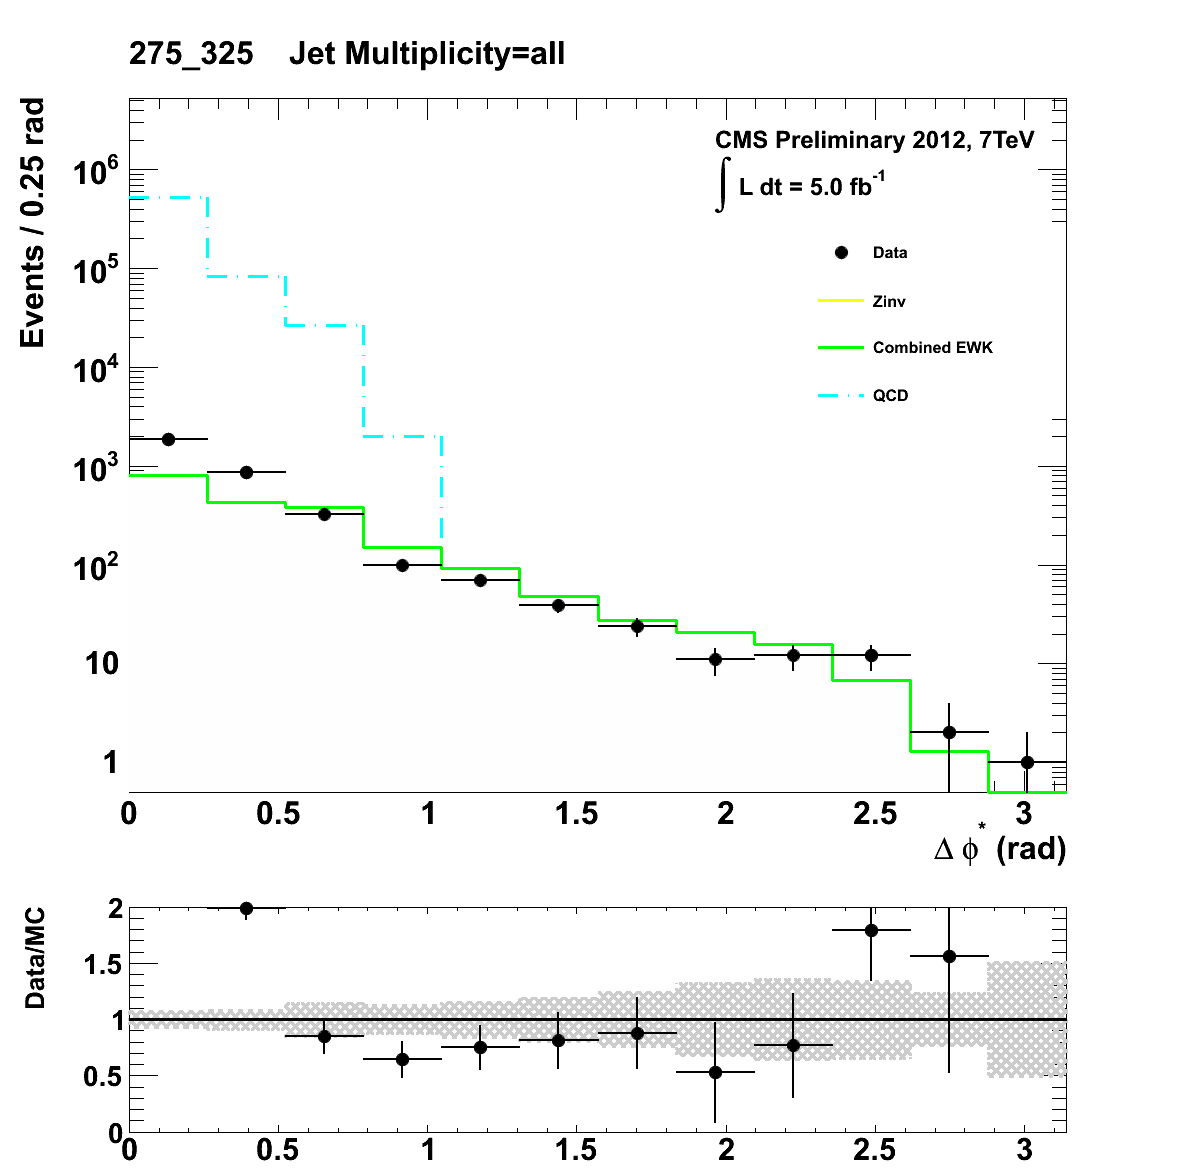 275_325 Jet Multiplicity=all
Events / 0.25 rad
CMS Preliminary 2012, 7TeV
∫ L dt = 5.0 fb⁻¹
Data
Zinv
Combined EWK
QCD
10⁶
10⁵
10⁴
10³
10²
10
1
0 0.5 1 1.5 2 2.5 3
Δ ϕ* (rad)
Data/MC
2
1.5
1
0.5
0
0 0.5 1 1.5 2 2.5 3